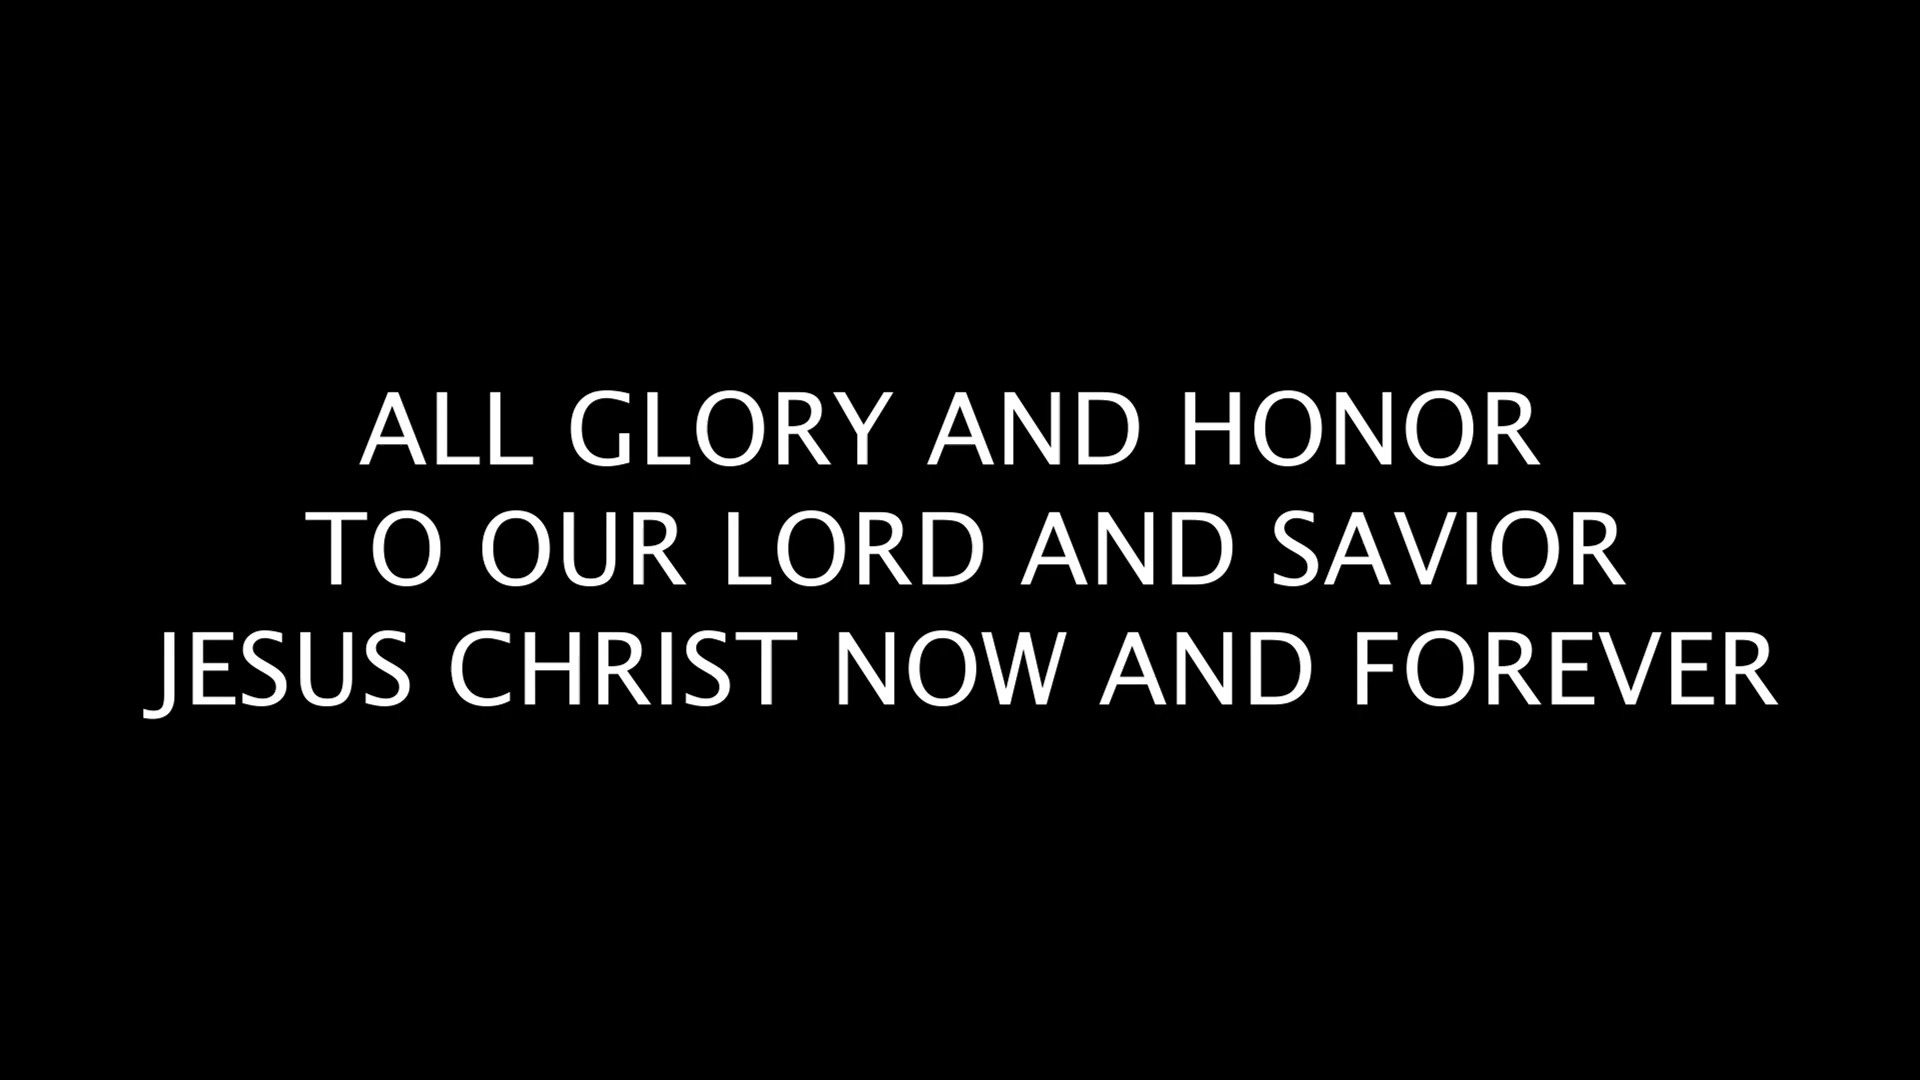 ALL GLORY AND HONOR
TO OUR LORD AND SAVIOR
JESUS CHRIST NOW AND FOREVER